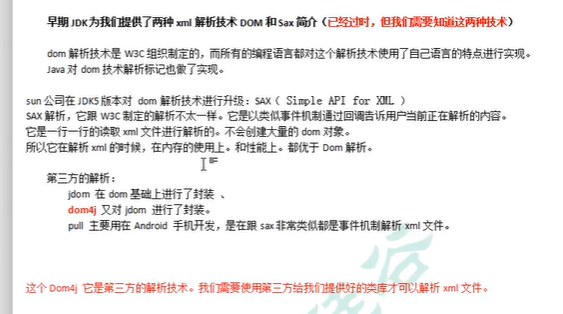 早期 JDK 为我们提供了两种 xml 解析技术 DOM 和 Sax 简介（已经过时，但我们需要知道这两种技术）
dom 解析技术是 W3C 组织制定的，而所有的编程语言都对这个解析技术使用了自己语言的特点进行实现。
Java 对 dom 技术解析标记也做了实现。
sun 公司在 JDK5 版本对 dom 解析技术进行升级：SAX（ Simple API for XML ）
SAX 解析，它跟 W3C 制定的解析不太一样。它是以类似事件机制通过回调告诉用户当前正在解析的内容。
它是一行一行的读取 xml 文件进行解析的。不会创建大量的 dom 对象。
所以它在解析 xml 的时候，在内存的使用上。和性能上。都优于 Dom 解析。
第三方的解析：
jdom 在 dom 基础上进行了封装 、
dom4j 又对 jdom 进行了封装。
pull 主要用在 Android 手机开发，是在跟 sax 非常类似都是事件机制解析 xml 文件。
这个 Dom4j 它是第三方的解析技术。我们需要使用第三方给我们提供好的类库才可以解析 xml 文件。